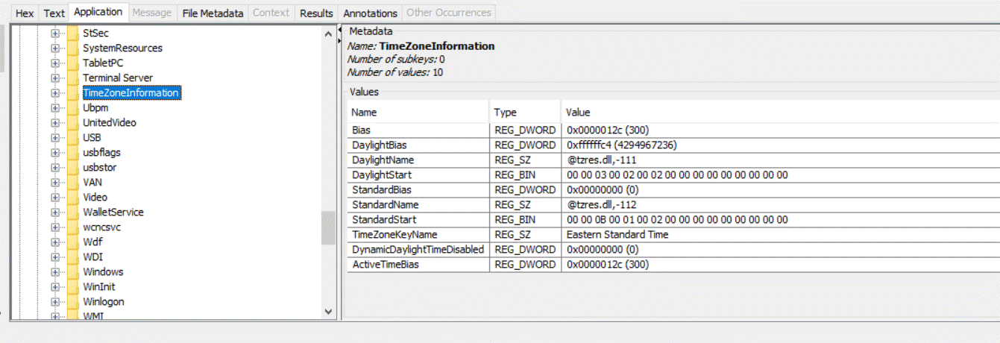 Hex Text Application Message File Metadata Context Results Annotations Other Occurrences
StSec
SystemResources
TabletPC
Terminal Server
TimeZoneInformation
Ubpm
UnitedVideo
USB
usbflags
usbstor
VAN
Video
WalletService
wcncsvc
Wdf
WDI
Windows
WinInit
Winlogon
WMI
Metadata
Name: TimeZoneInformation
Number of subkeys: 0
Number of values: 10
Values
Name Type Value
Bias REG_DWORD 0x0000012c (300)
DaylightBias REG_DWORD 0xffffffc4 (4294967236)
DaylightName REG_SZ @tzres.dll,-111
DaylightStart REG_BIN 00 00 03 00 02 00 02 00 00 00 00 00 00 00 00 00
StandardBias REG_DWORD 0x00000000 (0)
StandardName REG_SZ @tzres.dll,-112
StandardStart REG_BIN 00 00 0B 00 01 00 02 00 00 00 00 00 00 00 00 00
TimeZoneKeyName REG_SZ Eastern Standard Time
DynamicDaylightTimeDisabled REG_DWORD 0x00000000 (0)
ActiveTimeBias REG_DWORD 0x0000012c (300)